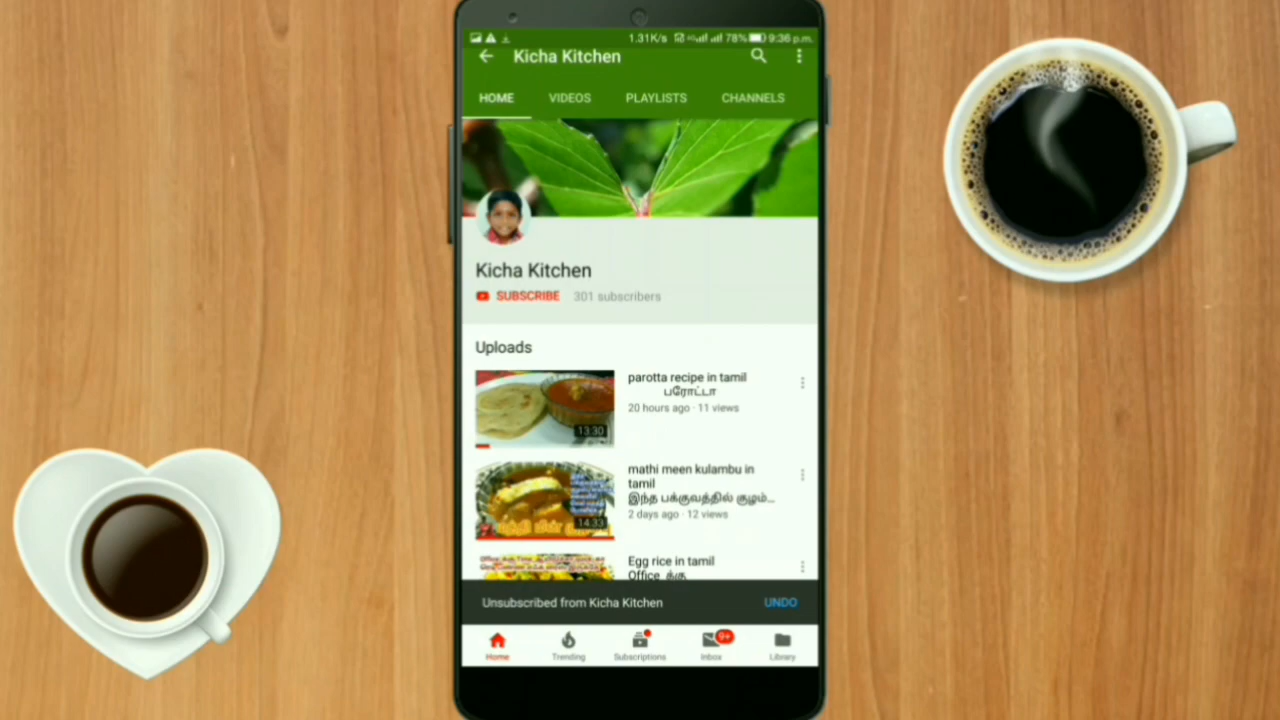 1.31K/s 4G 78% 9:36 p.m.
Kicha Kitchen
HOME VIDEOS PLAYLISTS CHANNELS
Kicha Kitchen
SUBSCRIBE 301 subscribers
Uploads
parotta recipe in tamil
பரோட்டா
20 hours ago · 11 views
13:30
mathi meen kulambu in
tamil
இந்த பக்குவத்தில் குழம்...
2 days ago · 12 views
14:33
Egg rice in tamil
Office க்கு
Unsubscribed from Kicha Kitchen UNDO
Home Trending Subscriptions 9+ Inbox Library